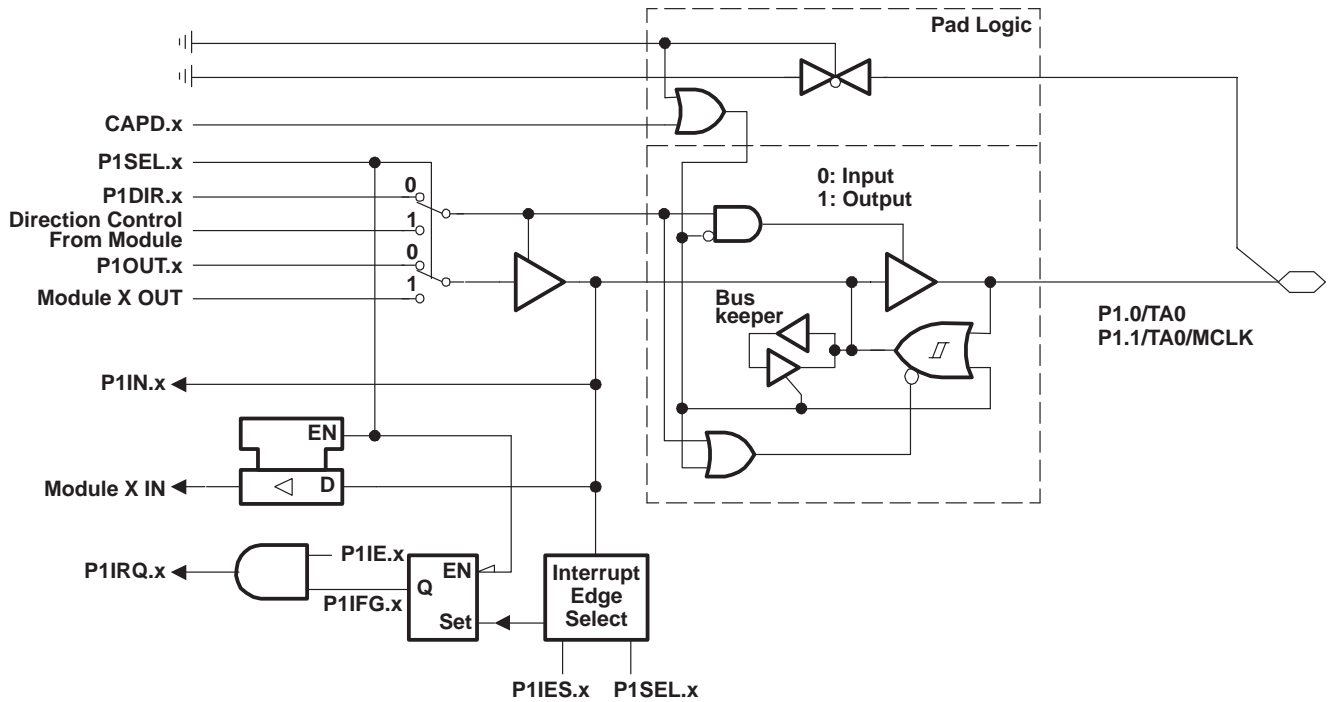 Pad Logic
CAPD.x
P1SEL.x
P1DIR.x
0
Direction Control
From Module
1
P1OUT.x
0
Module X OUT
1
0: Input
1: Output
Bus
keeper
P1.0/TA0
P1.1/TA0/MCLK
P1IN.x
EN
Module X IN
D
P1IRQ.x
P1IE.x
P1IFG.x
EN
Q
Set
Interrupt
Edge
Select
P1IES.x
P1SEL.x